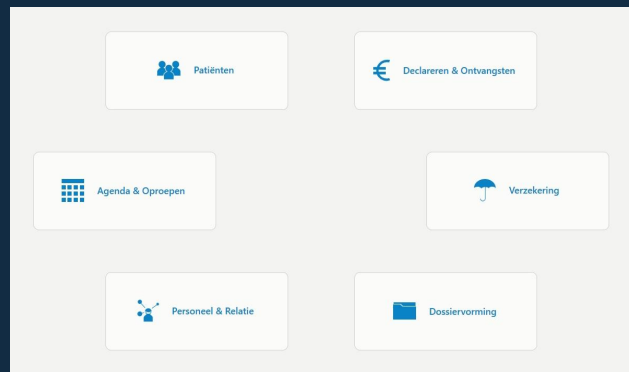 Patiënten
Declareren & Ontvangsten
Agenda & Oproepen
Verzekering
Personeel & Relatie
Dossiervorming